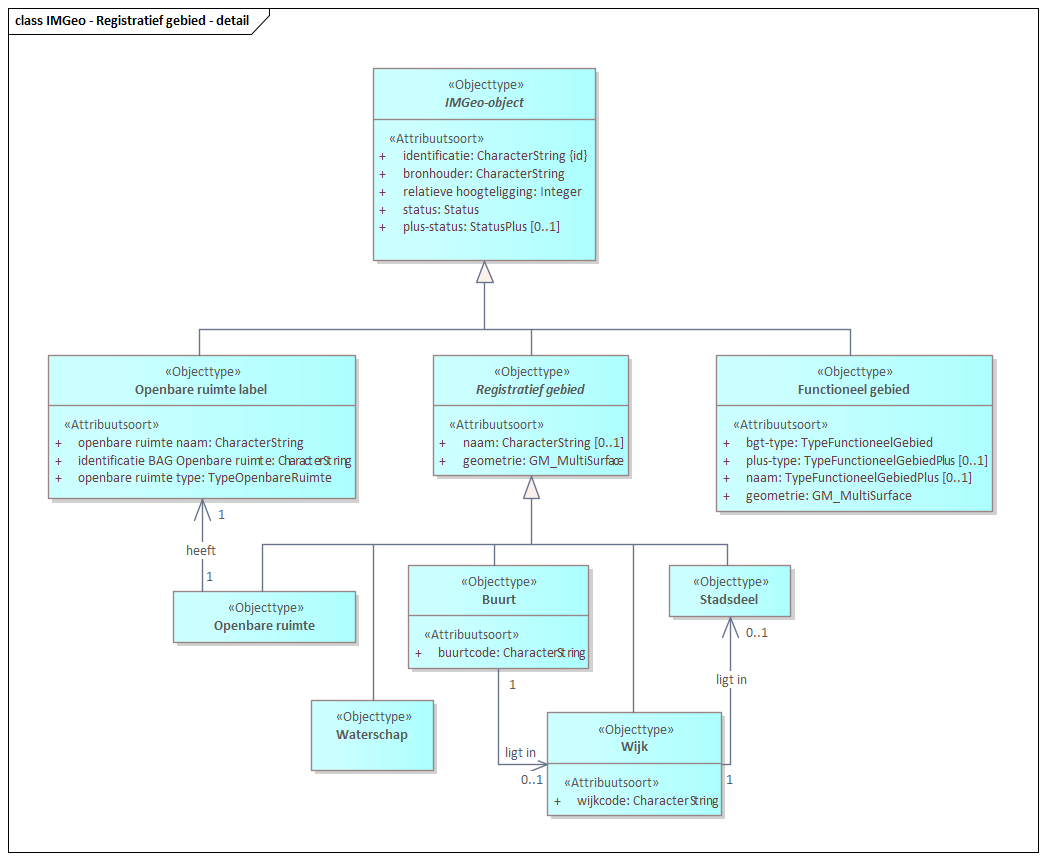 class IMGeo - Registratief gebied - detail
«Objecttype»
IMGeo-object
«Attribuutsoort»
+ identificatie: CharacterString {id}
+ bronhouder: CharacterString
+ relatieve hoogteligging: Integer
+ status: Status
+ plus-status: StatusPlus [0..1]
«Objecttype»
Openbare ruimte label
«Attribuutsoort»
+ openbare ruimte naam: CharacterString
+ identificatie BAG Openbare ruimte: CharacterString
+ openbare ruimte type: TypeOpenbareRuimte
«Objecttype»
Registratief gebied
«Attribuutsoort»
+ naam: CharacterString [0..1]
+ geometrie: GM_MultiSurface
«Objecttype»
Functioneel gebied
«Attribuutsoort»
+ bgt-type: TypeFunctioneelGebied
+ plus-type: TypeFunctioneelGebiedPlus [0..1]
+ naam: TypeFunctioneelGebiedPlus [0..1]
+ geometrie: GM_MultiSurface
1
heeft
1
«Objecttype»
Openbare ruimte
«Objecttype»
Buurt
«Attribuutsoort»
+ buurtcode: CharacterString
«Objecttype»
Stadsdeel
0..1
ligt in
1
1
ligt in
0..1
«Objecttype»
Waterschap
«Objecttype»
Wijk
«Attribuutsoort»
+ wijkcode: CharacterString